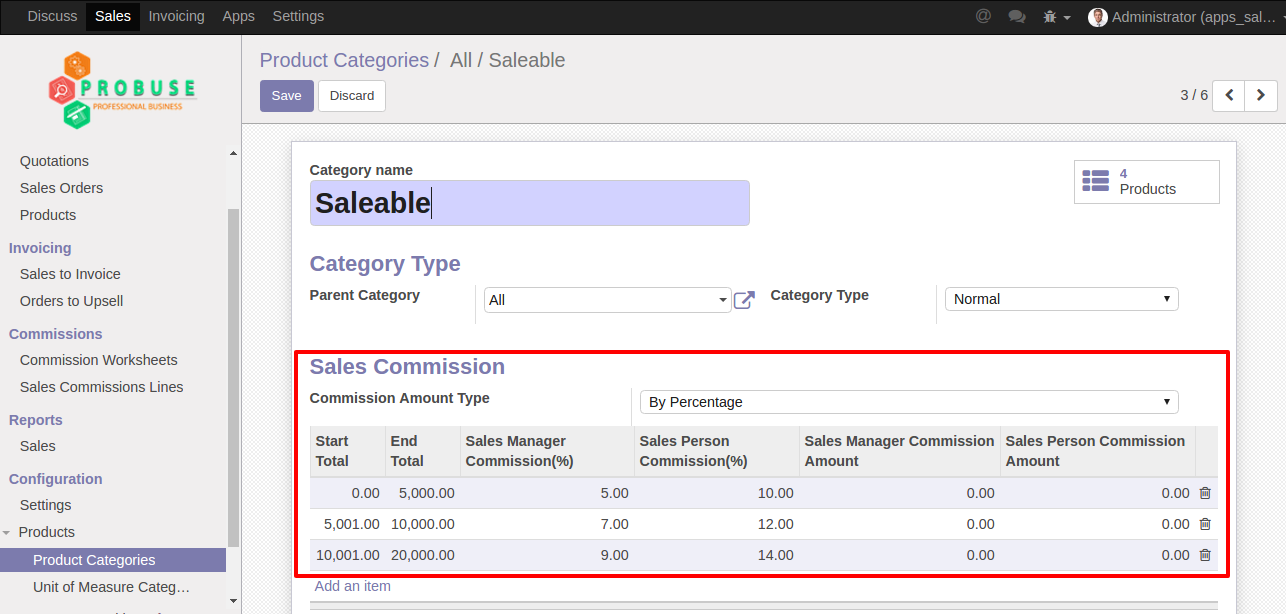 Discuss Sales Invoicing Apps Settings @ Administrator (apps_sal...
PROBUSE
PROFESSIONAL BUSINESS
Product Categories / All / Saleable
Save Discard 3 / 6
Quotations
Sales Orders
Products
Invoicing
Sales to Invoice
Orders to Upsell
Commissions
Commission Worksheets
Sales Commissions Lines
Reports
Sales
Configuration
Settings
Products
Product Categories
Unit of Measure Categ...
Category name
Saleable
4
Products
Category Type
Parent Category All Category Type Normal
Sales Commission
Commission Amount Type By Percentage
Start Total End Total Sales Manager Commission(%) Sales Person Commission(%) Sales Manager Commission Amount Sales Person Commission Amount
0.00 5,000.00 5.00 10.00 0.00 0.00
5,001.00 10,000.00 7.00 12.00 0.00 0.00
10,001.00 20,000.00 9.00 14.00 0.00 0.00
Add an item